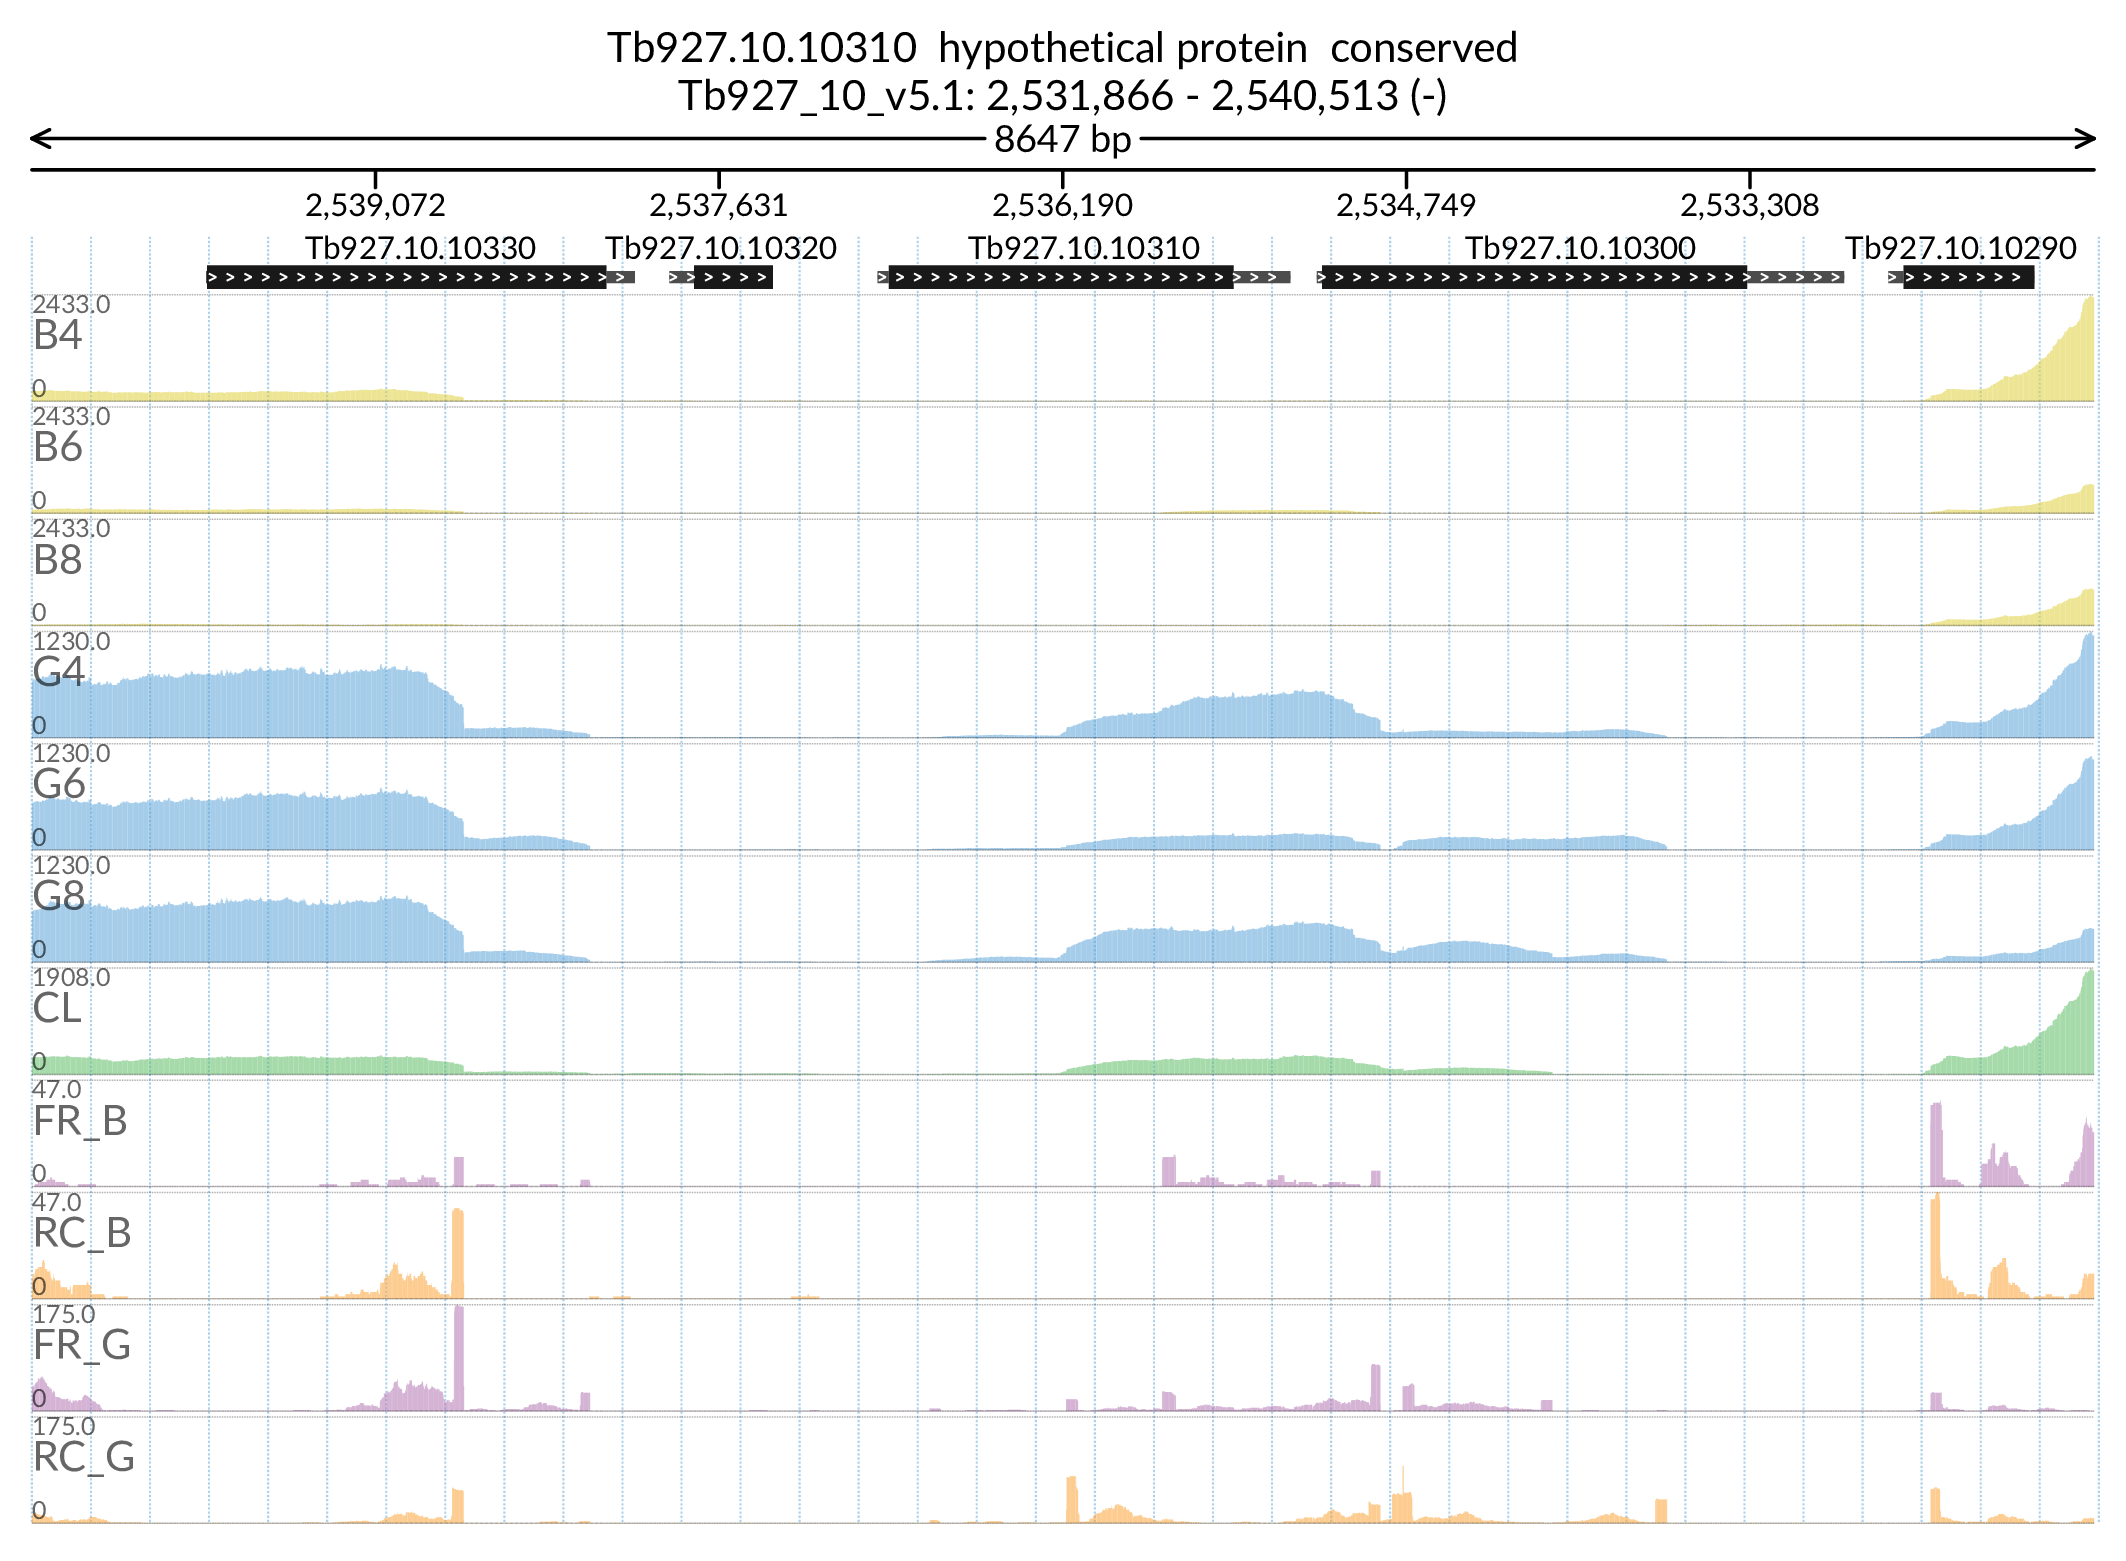 Tb927.10.10310 hypothetical protein conserved
Tb927_10_v5.1: 2,531,866 - 2,540,513 (-)
8647 bp
2,539,072 2,537,631 2,536,190 2,534,749 2,533,308
Tb927.10.10330 Tb927.10.10320 Tb927.10.10310 Tb927.10.10300 Tb927.10.10290
2433.0
B4
0
2433.0
B6
0
2433.0
B8
0
1230.0
G4
0
1230.0
G6
0
1230.0
G8
0
1908.0
CL
0
47.0
FR_B
0
47.0
RC_B
0
175.0
FR_G
0
175.0
RC_G
0